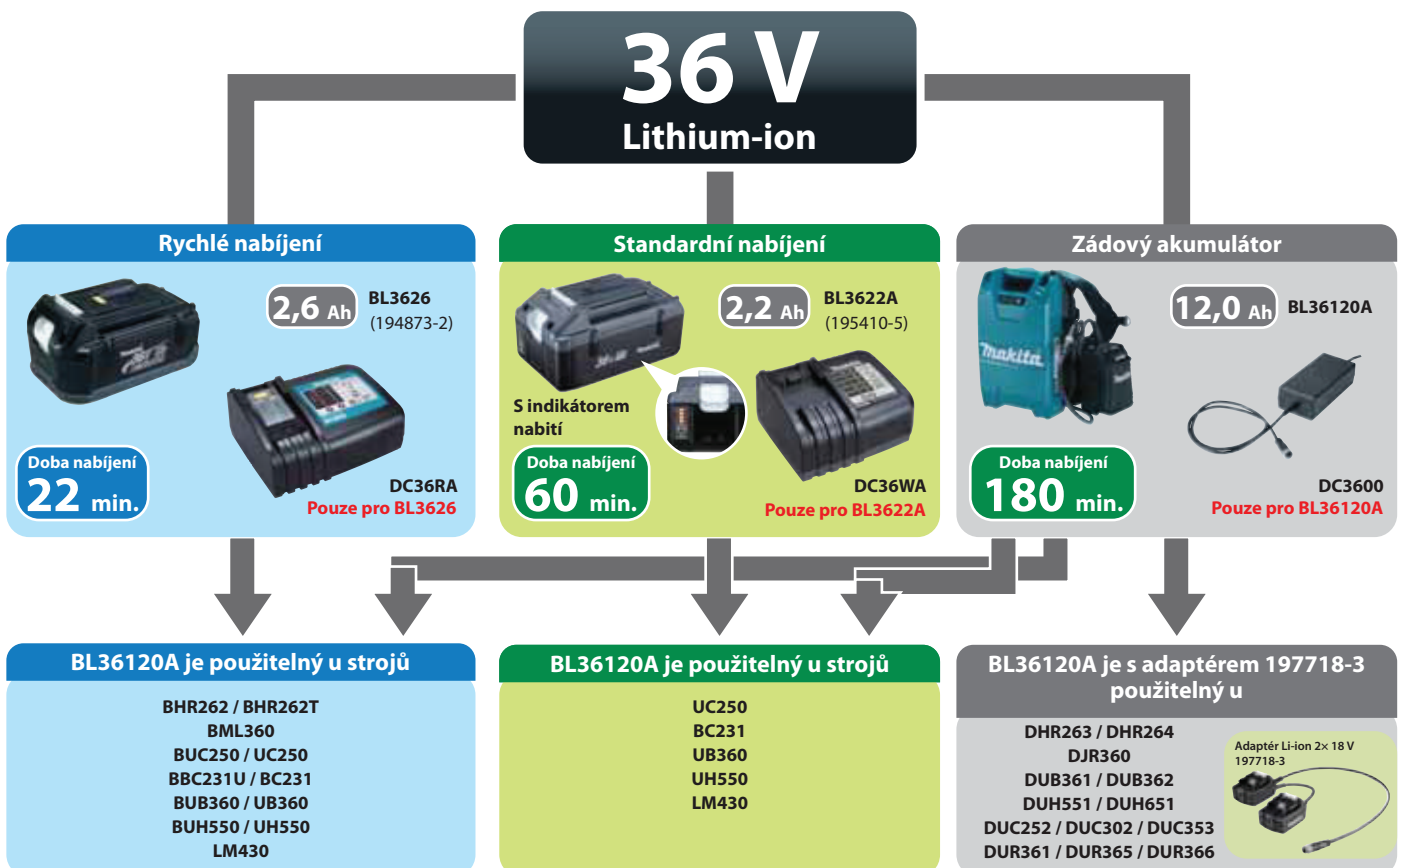 36 V
Lithium-ion
Rychlé nabíjení
2,6 Ah
BL3626
(194873-2)
Doba nabíjení
22 min.
DC36RA
Pouze pro BL3626
Standardní nabíjení
2,2 Ah
BL3622A
(195410-5)
S indikátorem
nabití
Doba nabíjení
60 min.
DC36WA
Pouze pro BL3622A
Zádový akumulátor
12,0 Ah
BL36120A
makita
Doba nabíjení
180 min.
DC3600
Pouze pro BL36120A
BL36120A je použitelný u strojů
BHR262 / BHR262T
BML360
BUC250 / UC250
BBC231U / BC231
BUB360 / UB360
BUH550 / UH550
LM430
BL36120A je použitelný u strojů
UC250
BC231
UB360
UH550
LM430
BL36120A je s adaptérem 197718-3
použitelný u
DHR263 / DHR264
DJR360
DUB361 / DUB362
DUH551 / DUH651
DUC252 / DUC302 / DUC353
DUR361 / DUR365 / DUR366
Adaptér Li-ion 2× 18 V
197718-3